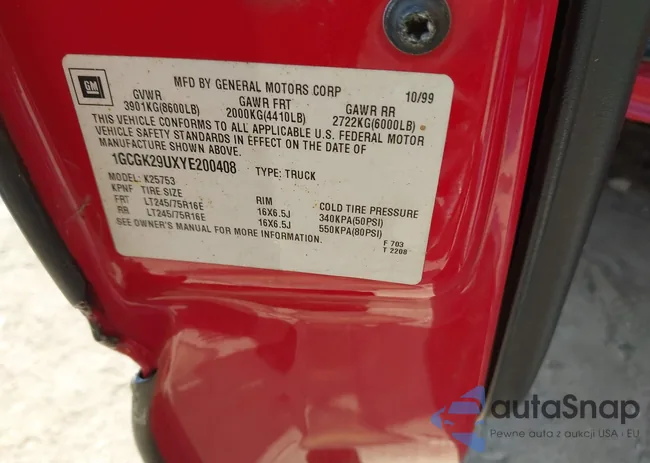 GM
MFD BY GENERAL MOTORS CORP 10/99
GVWR GAWR FRT GAWR RR
3901KG(8600LB) 2000KG(4410LB) 2722KG(6000LB)
THIS VEHICLE CONFORMS TO ALL APPLICABLE U.S. FEDERAL MOTOR
VEHICLE SAFETY STANDARDS IN EFFECT ON THE DATE OF
MANUFACTURE SHOWN ABOVE.
1GCGK29UXYE200408 TYPE: TRUCK
MODEL: K25753
KPNF TIRE SIZE RIM COLD TIRE PRESSURE
FRT LT245/75R16E 16X6.5J 340KPA(50PSI)
RR LT245/75R16E 16X6.5J 550KPA(80PSI)
SEE OWNER'S MANUAL FOR MORE INFORMATION.
F 703
T 2208
autaSnap
Pewne auta z aukcji USA i EU